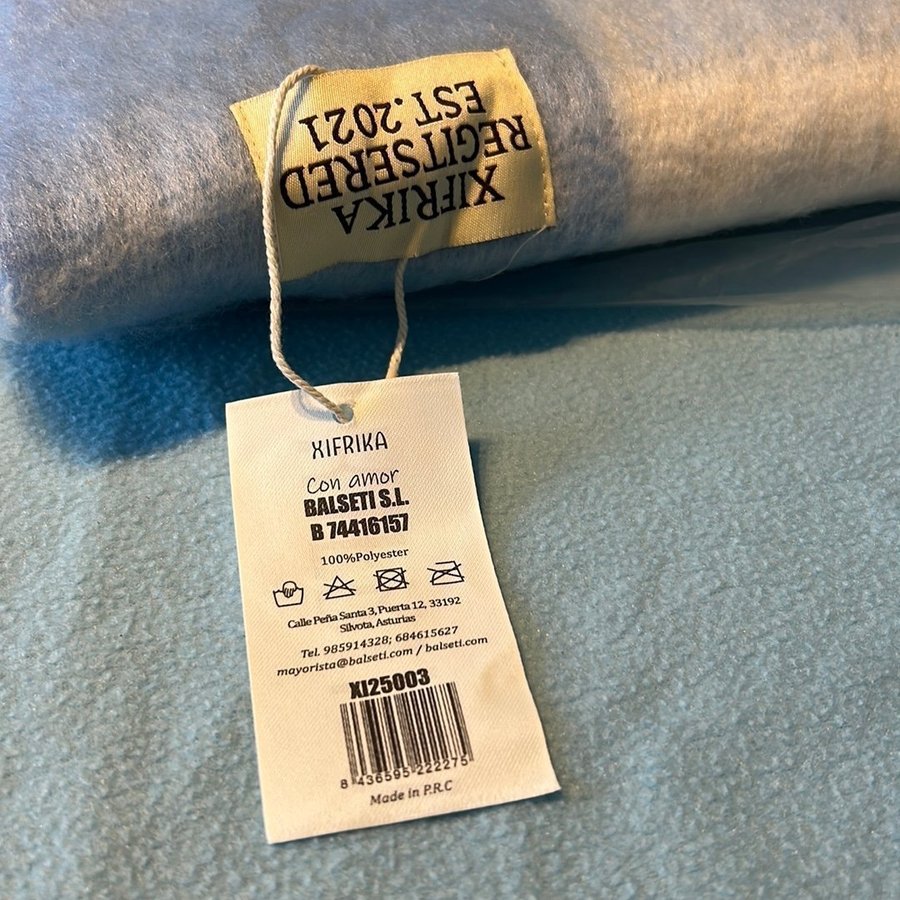 XIFRIKA
REGITSERED
EST.2021
XIFRIKA
Con amor
BALSETI S.L.
B 74416157
100%Polyester
Calle Peña Santa 3, Puerta 12, 33192
Silvota, Asturias
Tel. 985914328; 684615627
mayorista@balseti.com / balseti.com
XI25003
8 436595 222275
Made in P.R.C